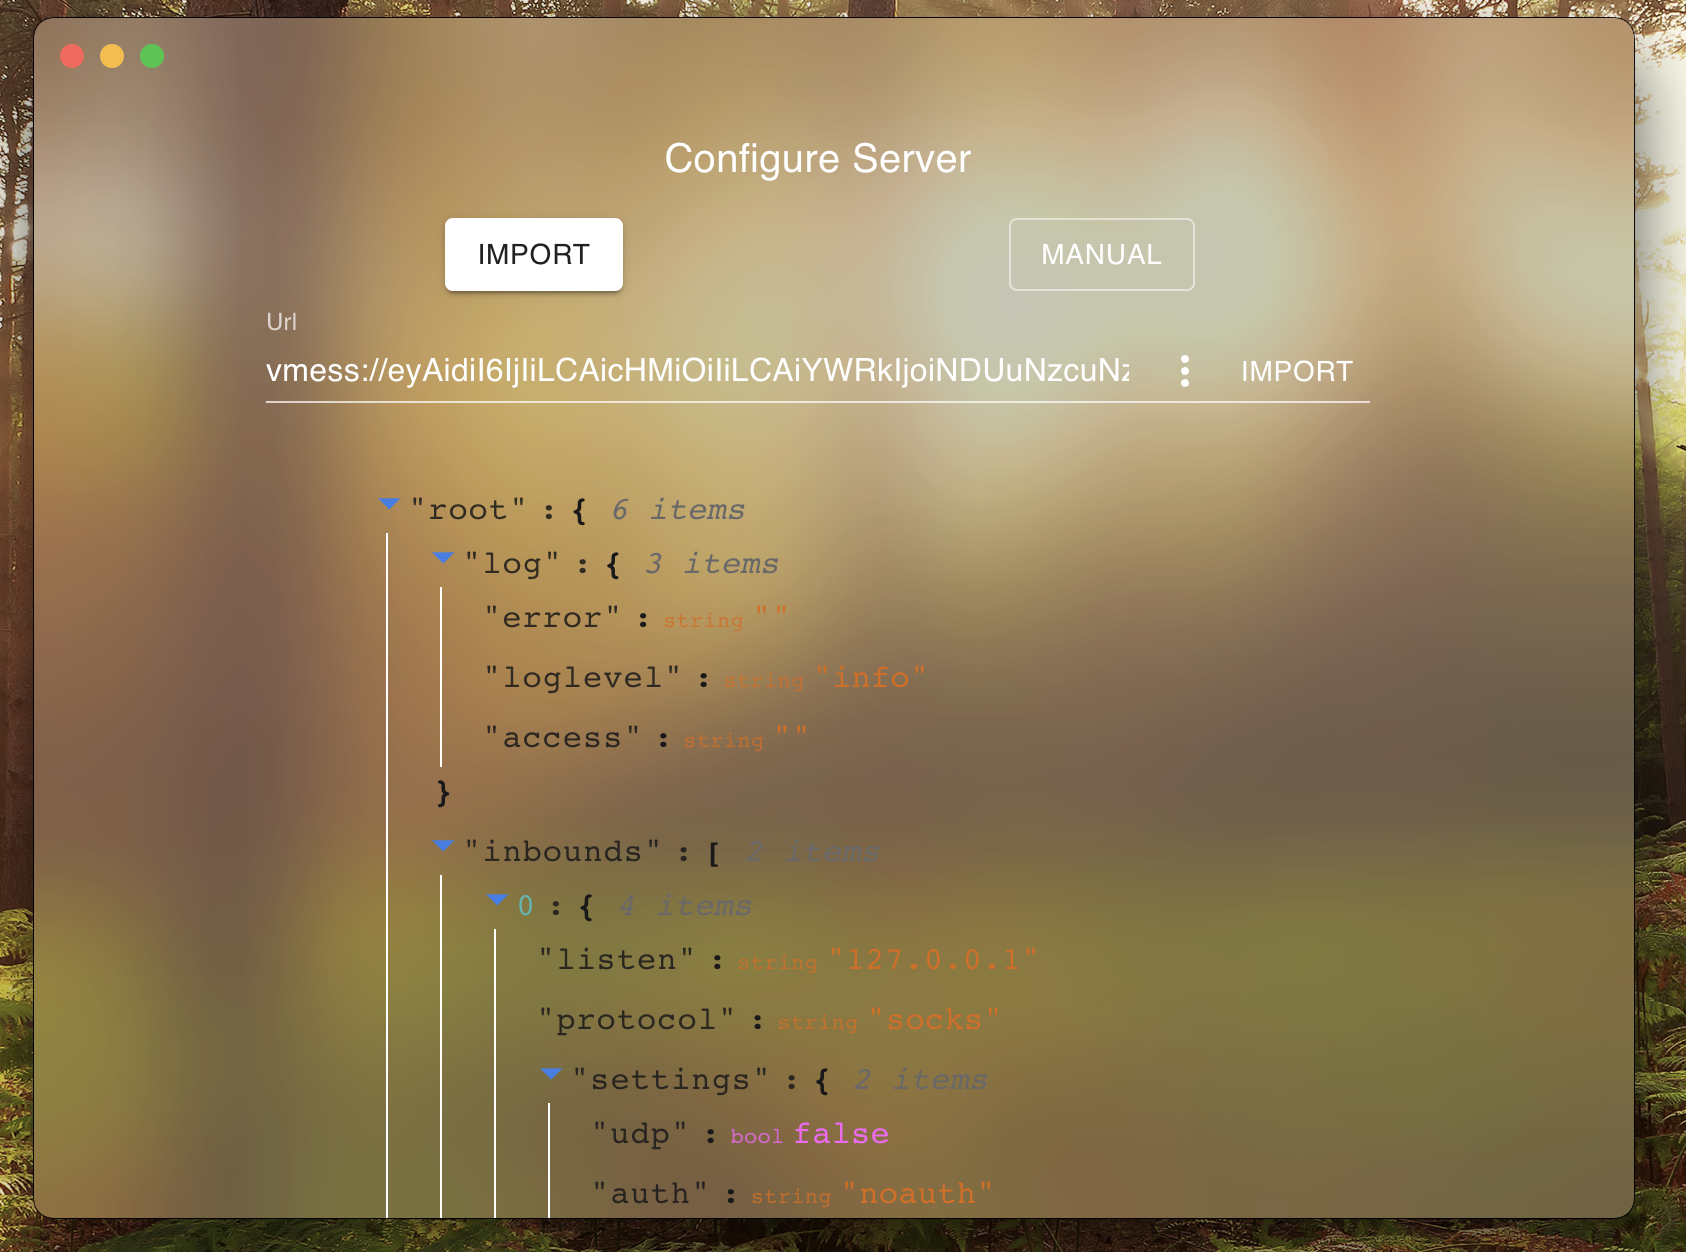 Configure Server
IMPORT MANUAL
Url
vmess://eyAidiI6IjIiLCAicHMiOiIiLCAiYWRkIjoiNDUuNzcuNz IMPORT
"root" : { 6 items
"log" : { 3 items
"error" : string ""
"loglevel" : string "info"
"access" : string ""
}
"inbounds" : [ 2 items
0 : { 4 items
"listen" : string "127.0.0.1"
"protocol" : string "socks"
"settings" : { 2 items
"udp" : bool false
"auth" : string "noauth"